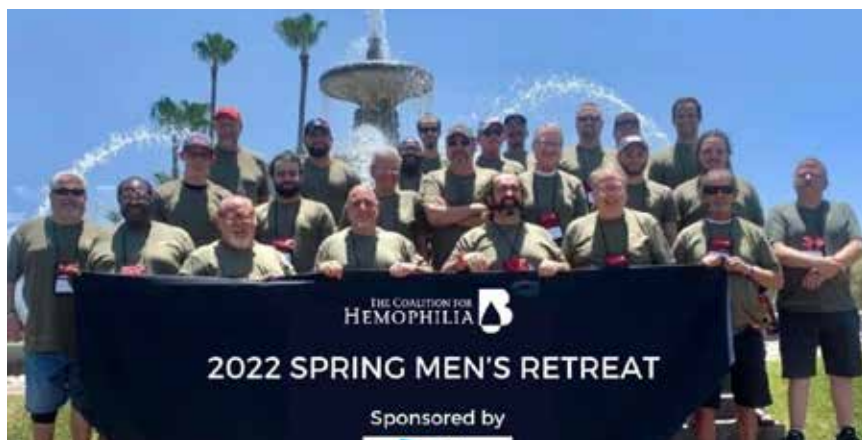 THE COALITION FOR
HEMOPHILIA B
2022 SPRING MEN'S RETREAT
Sponsored by